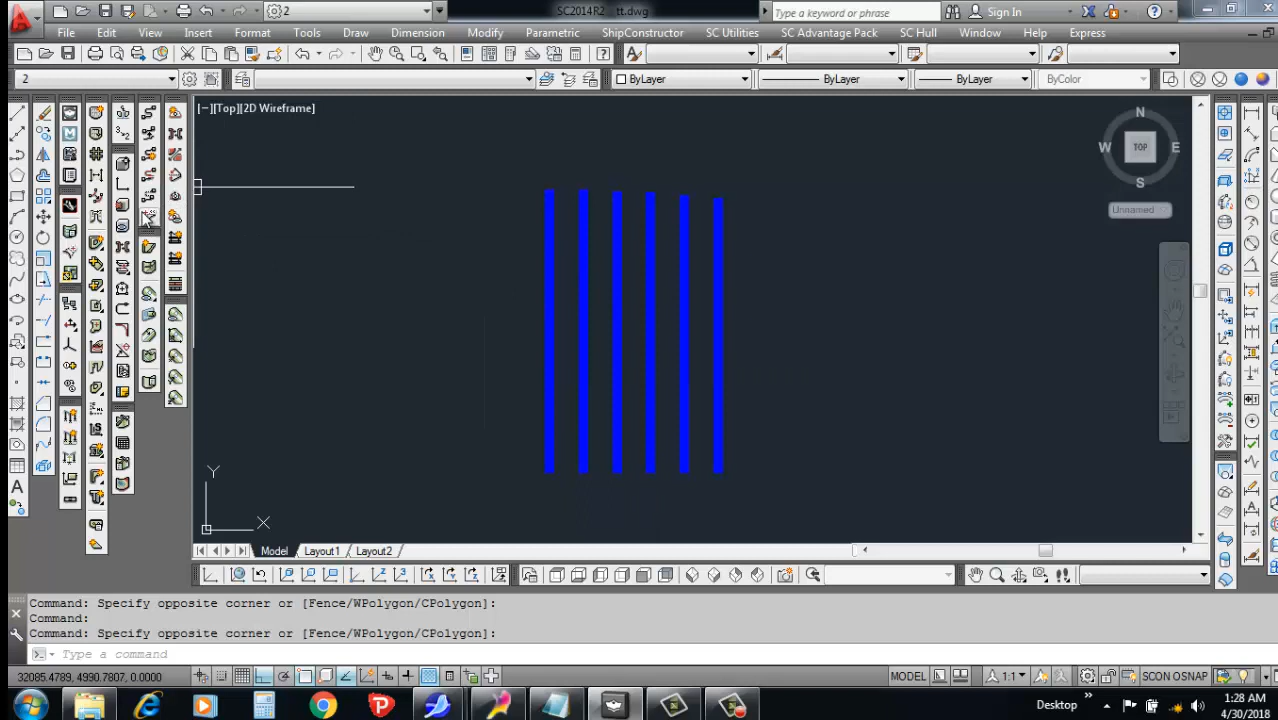 2
SC2014R2 tt.dwg
Type a keyword or phrase
Sign In
File Edit View Insert Format Tools Draw Dimension Modify Parametric ShipConstructor SC Utilities SC Advantage Pack SC Hull Window Help Express
2
ByLayer
ByLayer
ByLayer
ByColor
[−][Top][2D Wireframe]
N
W
TOP
E
S
Unnamed
Y
X
Model Layout1 Layout2
Command: Specify opposite corner or [Fence/WPolygon/CPolygon]:
Command:
Command: Specify opposite corner or [Fence/WPolygon/CPolygon]:
Type a command
32085.4789, 4990.7807, 0.0000
MODEL
1:1
SCON OSNAP
Desktop
1:28 AM
4/30/2018